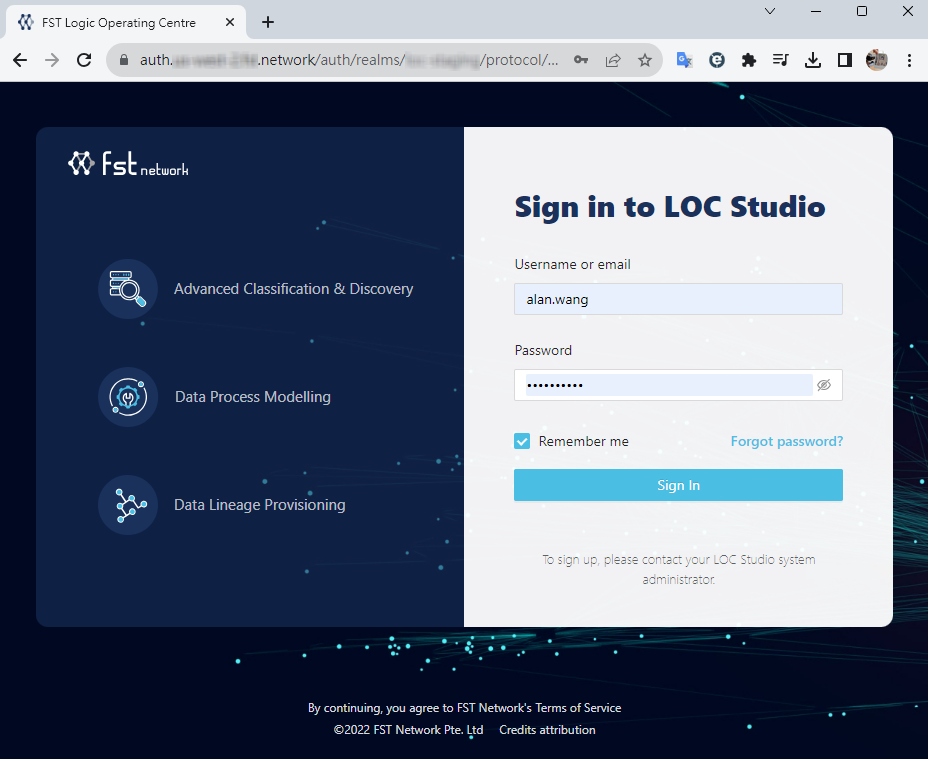 FST Logic Operating Centre
auth. .network/auth/realms/ /protocol/...
fst network
Advanced Classification & Discovery
Data Process Modelling
Data Lineage Provisioning
Sign in to LOC Studio
Username or email
alan.wang
Password
••••••••••
Remember me
Forgot password?
Sign In
To sign up, please contact your LOC Studio system
administrator.
By continuing, you agree to FST Network's Terms of Service
©2022 FST Network Pte. Ltd Credits attribution